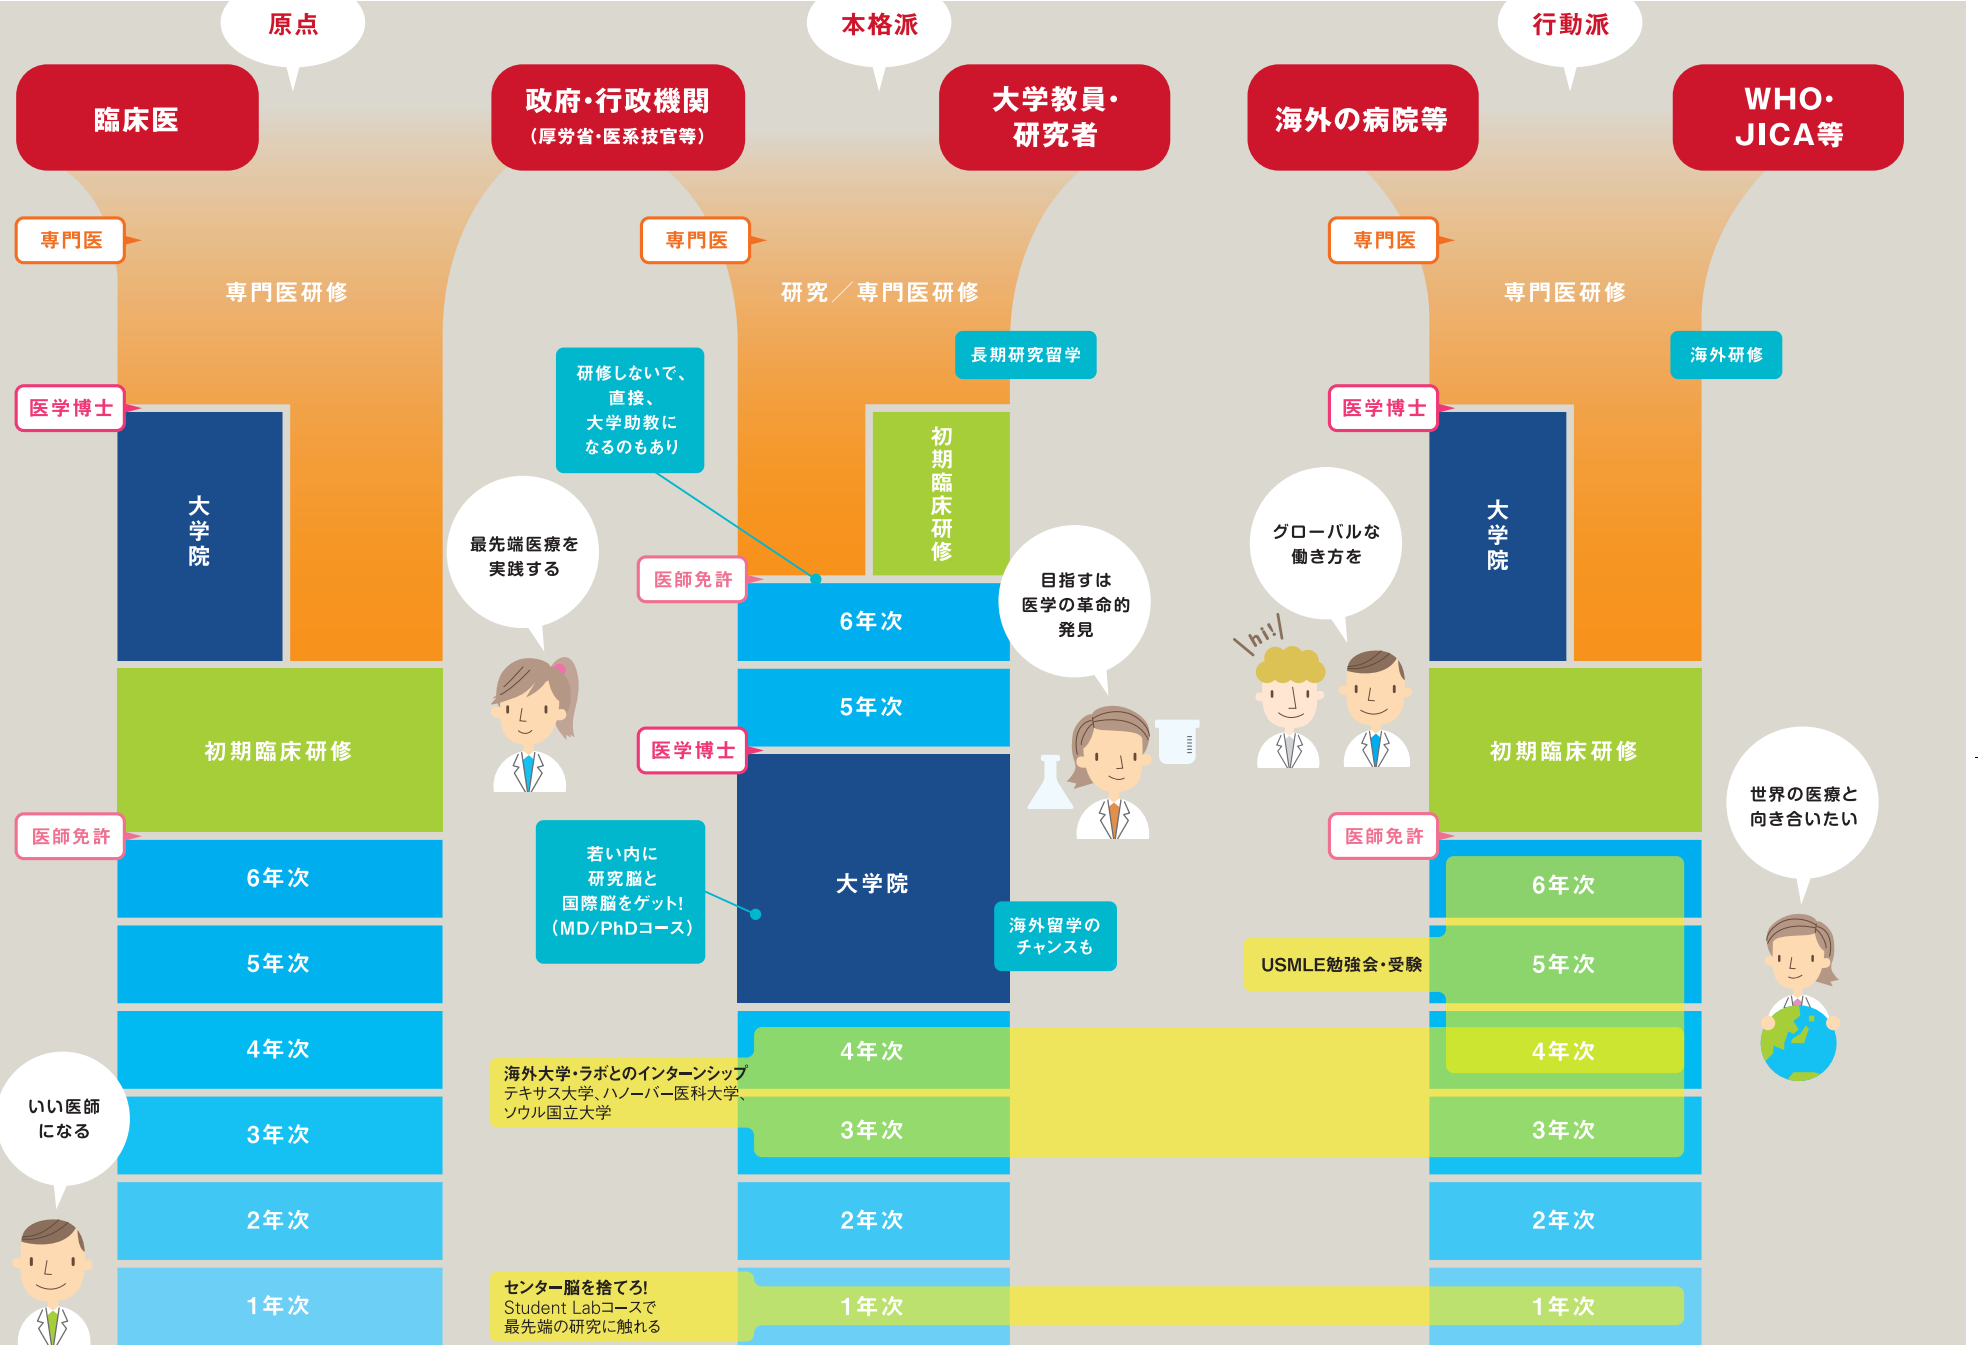 原点
本格派
行動派
臨床医
政府・行政機関
（厚労省・医系技官等）
大学教員・
研究者
海外の病院等
WHO・
JICA等
専門医
専門医研修
医学博士
大学院
初期臨床研修
医師免許
6年次
5年次
4年次
3年次
2年次
1年次
いい医師
になる
最先端医療を
実践する
専門医
研究／専門医研修
長期研究留学
研修しないで、
直接、
大学助教に
なるのもあり
初期臨床研修
医師免許
6年次
5年次
医学博士
大学院
若い内に
研究脳と
国際脳をゲット!
（MD/PhDコース）
海外留学の
チャンスも
目指すは
医学の革命的
発見
4年次
3年次
2年次
1年次
海外大学・ラボとのインターンシップ
テキサス大学、ハノーバー医科大学、
ソウル国立大学
センター脳を捨てろ!
Student Labコースで
最先端の研究に触れる
専門医
専門医研修
海外研修
医学博士
大学院
グローバルな
働き方を
hi!!
初期臨床研修
医師免許
世界の医療と
向き合いたい
6年次
USMLE勉強会・受験
5年次
4年次
3年次
2年次
1年次